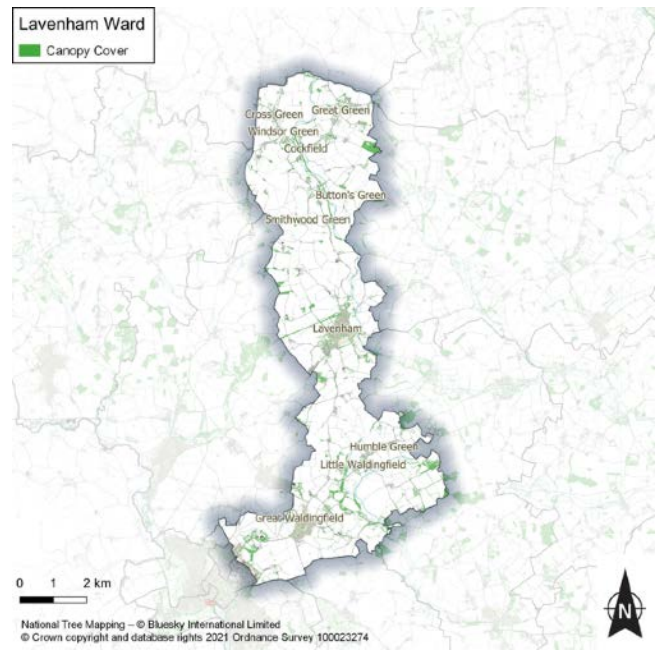 Lavenham Ward
Canopy Cover
Cross Green
Great Green
Windsor Green
Cockfield
Button's Green
Smithwood Green
Lavenham
Humble Green
Little Waldingfield
Great Waldingfield
0 1 2 km
N
National Tree Mapping – © Bluesky International Limited
© Crown copyright and database rights 2021 Ordnance Survey 100023274